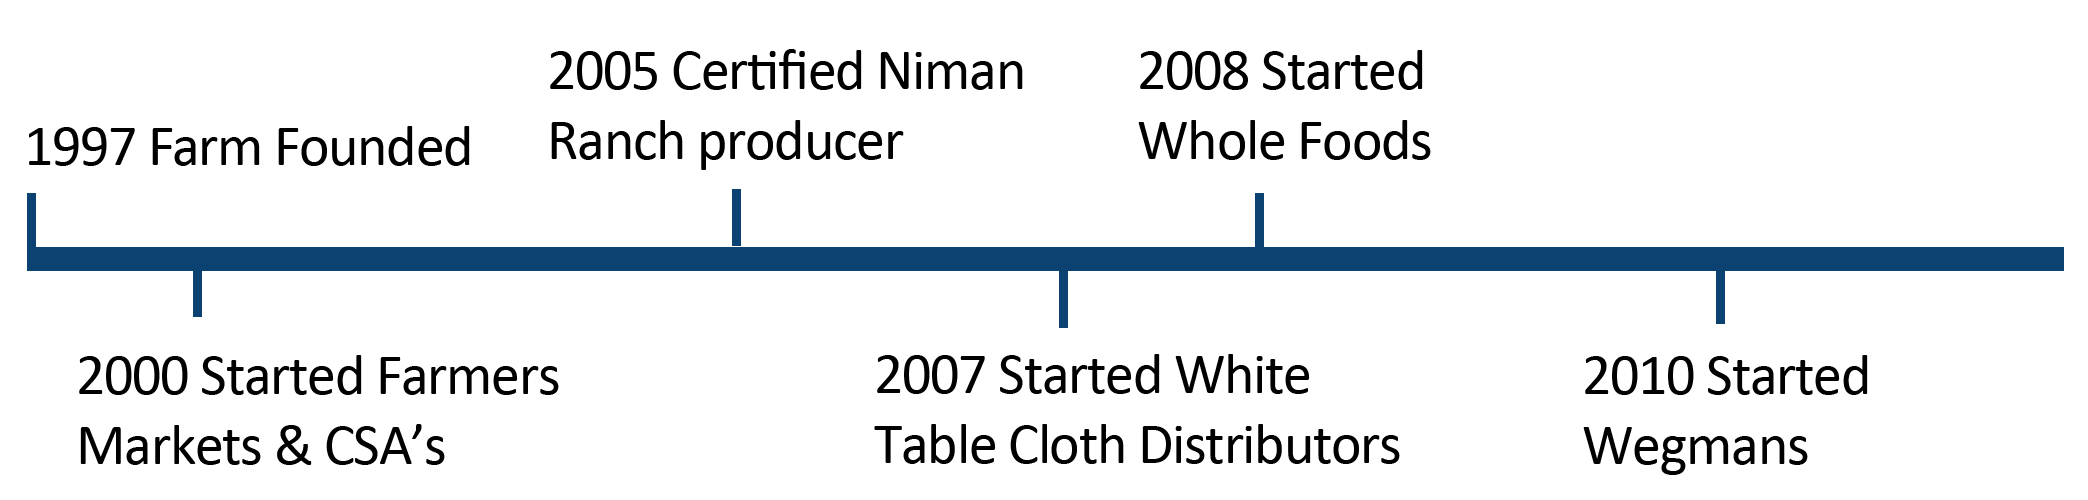 1997 Farm Founded
2000 Started Farmers
Markets & CSA’s
2005 Certified Niman
Ranch producer
2007 Started White
Table Cloth Distributors
2008 Started
Whole Foods
2010 Started
Wegmans